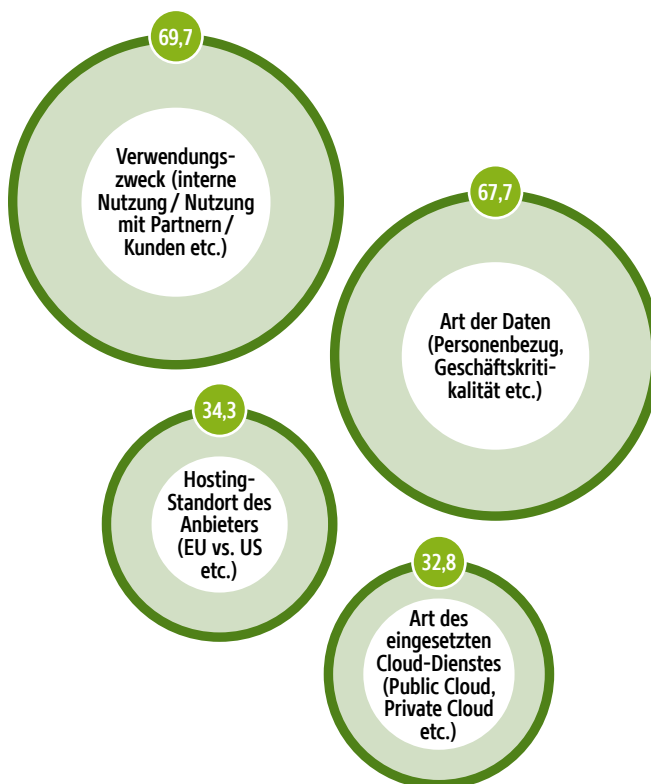 69,7
Verwendungs-
zweck (interne
Nutzung / Nutzung
mit Partnern /
Kunden etc.)
67,7
Art der Daten
(Personenbezug,
Geschäftskriti-
kalität etc.)
34,3
Hosting-
Standort des
Anbieters
(EU vs. US
etc.)
32,8
Art des
eingesetzten
Cloud-Dienstes
(Public Cloud,
Private Cloud
etc.)